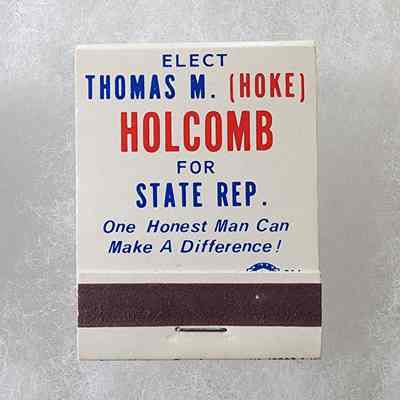 ELECT
THOMAS M. (HOKE)
HOLCOMB
FOR
STATE REP.
One Honest Man Can
Make A Difference!